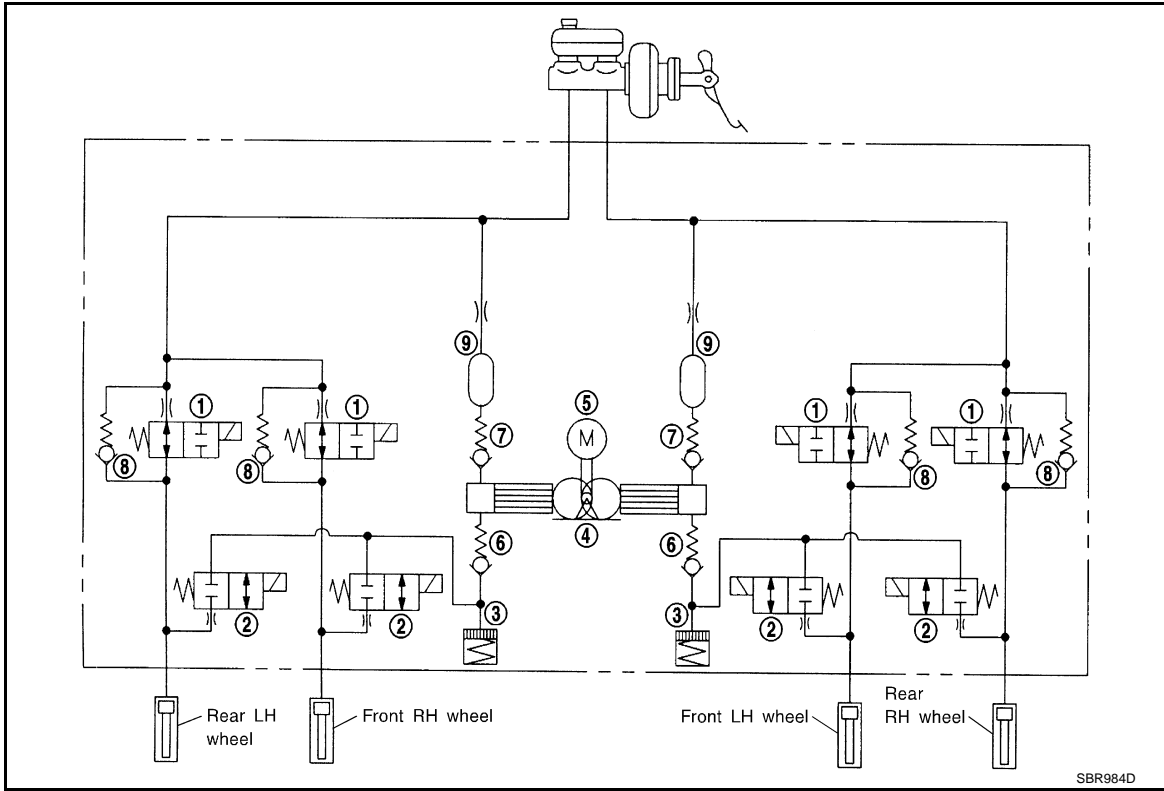 ⑨ ⑨
① ① ⑤ ① ①
⑦ ⑦
⑧ ⑧ M ⑧ ⑧
④
⑥ ⑥
② ② ③ ③ ② ②
Rear LH
wheel
Front RH wheel
Front LH wheel
Rear
RH wheel
SBR984D